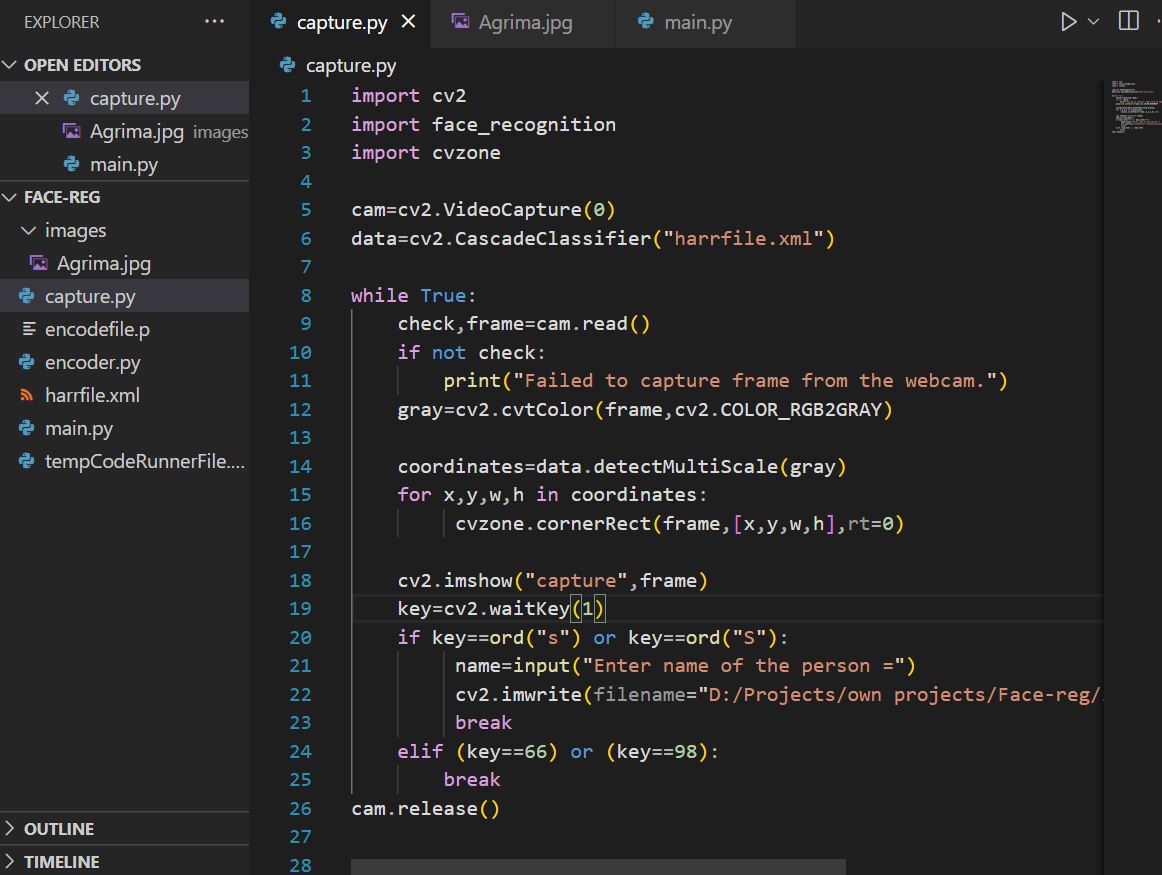 EXPLORER ...
capture.py
Agrima.jpg
main.py
OPEN EDITORS
capture.py
Agrima.jpg images
main.py
FACE-REG
images
Agrima.jpg
capture.py
encodefile.p
encoder.py
harrfile.xml
main.py
tempCodeRunnerFile....
OUTLINE
TIMELINE
capture.py
1 import cv2
2 import face_recognition
3 import cvzone
4
5 cam=cv2.VideoCapture(0)
6 data=cv2.CascadeClassifier("harrfile.xml")
7
8 while True:
9 check,frame=cam.read()
10 if not check:
11 print("Failed to capture frame from the webcam.")
12 gray=cv2.cvtColor(frame,cv2.COLOR_RGB2GRAY)
13
14 coordinates=data.detectMultiScale(gray)
15 for x,y,w,h in coordinates:
16 cvzone.cornerRect(frame,[x,y,w,h],rt=0)
17
18 cv2.imshow("capture",frame)
19 key=cv2.waitKey(1)
20 if key==ord("s") or key==ord("S"):
21 name=input("Enter name of the person =")
22 cv2.imwrite(filename="D:/Projects/own projects/Face-reg/
23 break
24 elif (key==66) or (key==98):
25 break
26 cam.release()
27
28